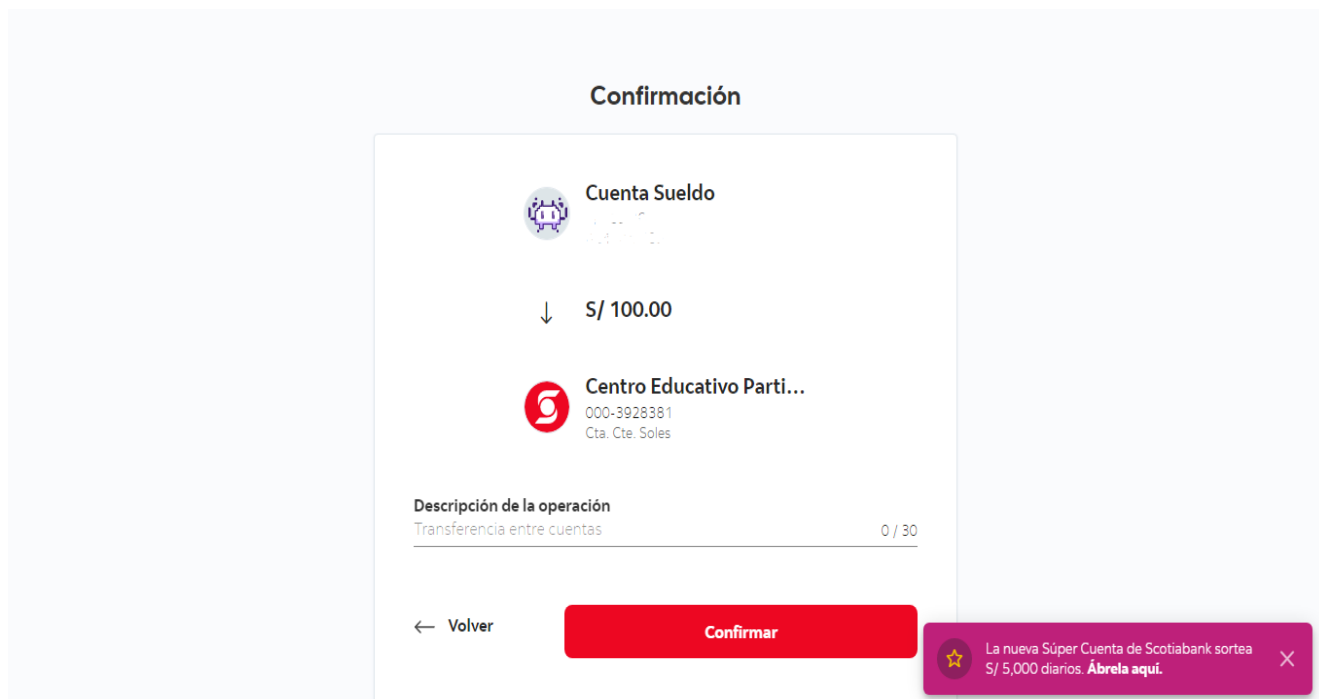 Confirmación
Cuenta Sueldo
S/ 100.00
Centro Educativo Parti...
000-3928381
Cta. Cte. Soles
Descripción de la operación
Transferencia entre cuentas
0 / 30
Volver
Confirmar
La nueva Súper Cuenta de Scotiabank sortea
S/ 5,000 diarios. Ábrela aquí.